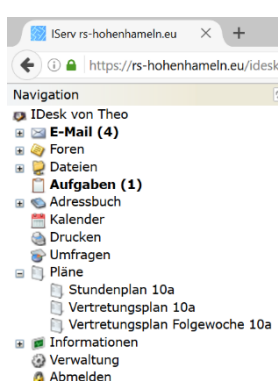 IServ rs-hohenhameln.eu
https://rs-hohenhameln.eu/idesk
Navigation
IDesk von Theo
E-Mail (4)
Foren
Dateien
Aufgaben (1)
Adressbuch
Kalender
Drucken
Umfragen
Pläne
Stundenplan 10a
Vertretungsplan 10a
Vertretungsplan Folgewoche 10a
Informationen
Verwaltung
Abmelden